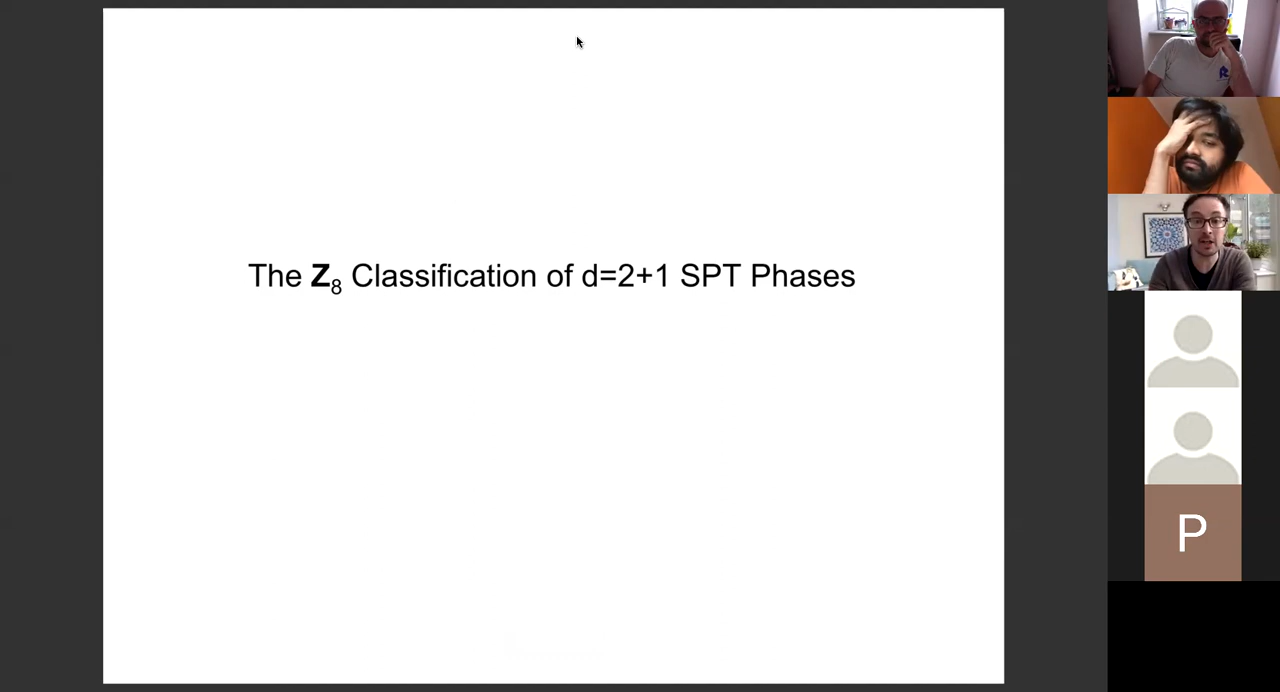 The Z₈ Classification of d=2+1 SPT Phases
P